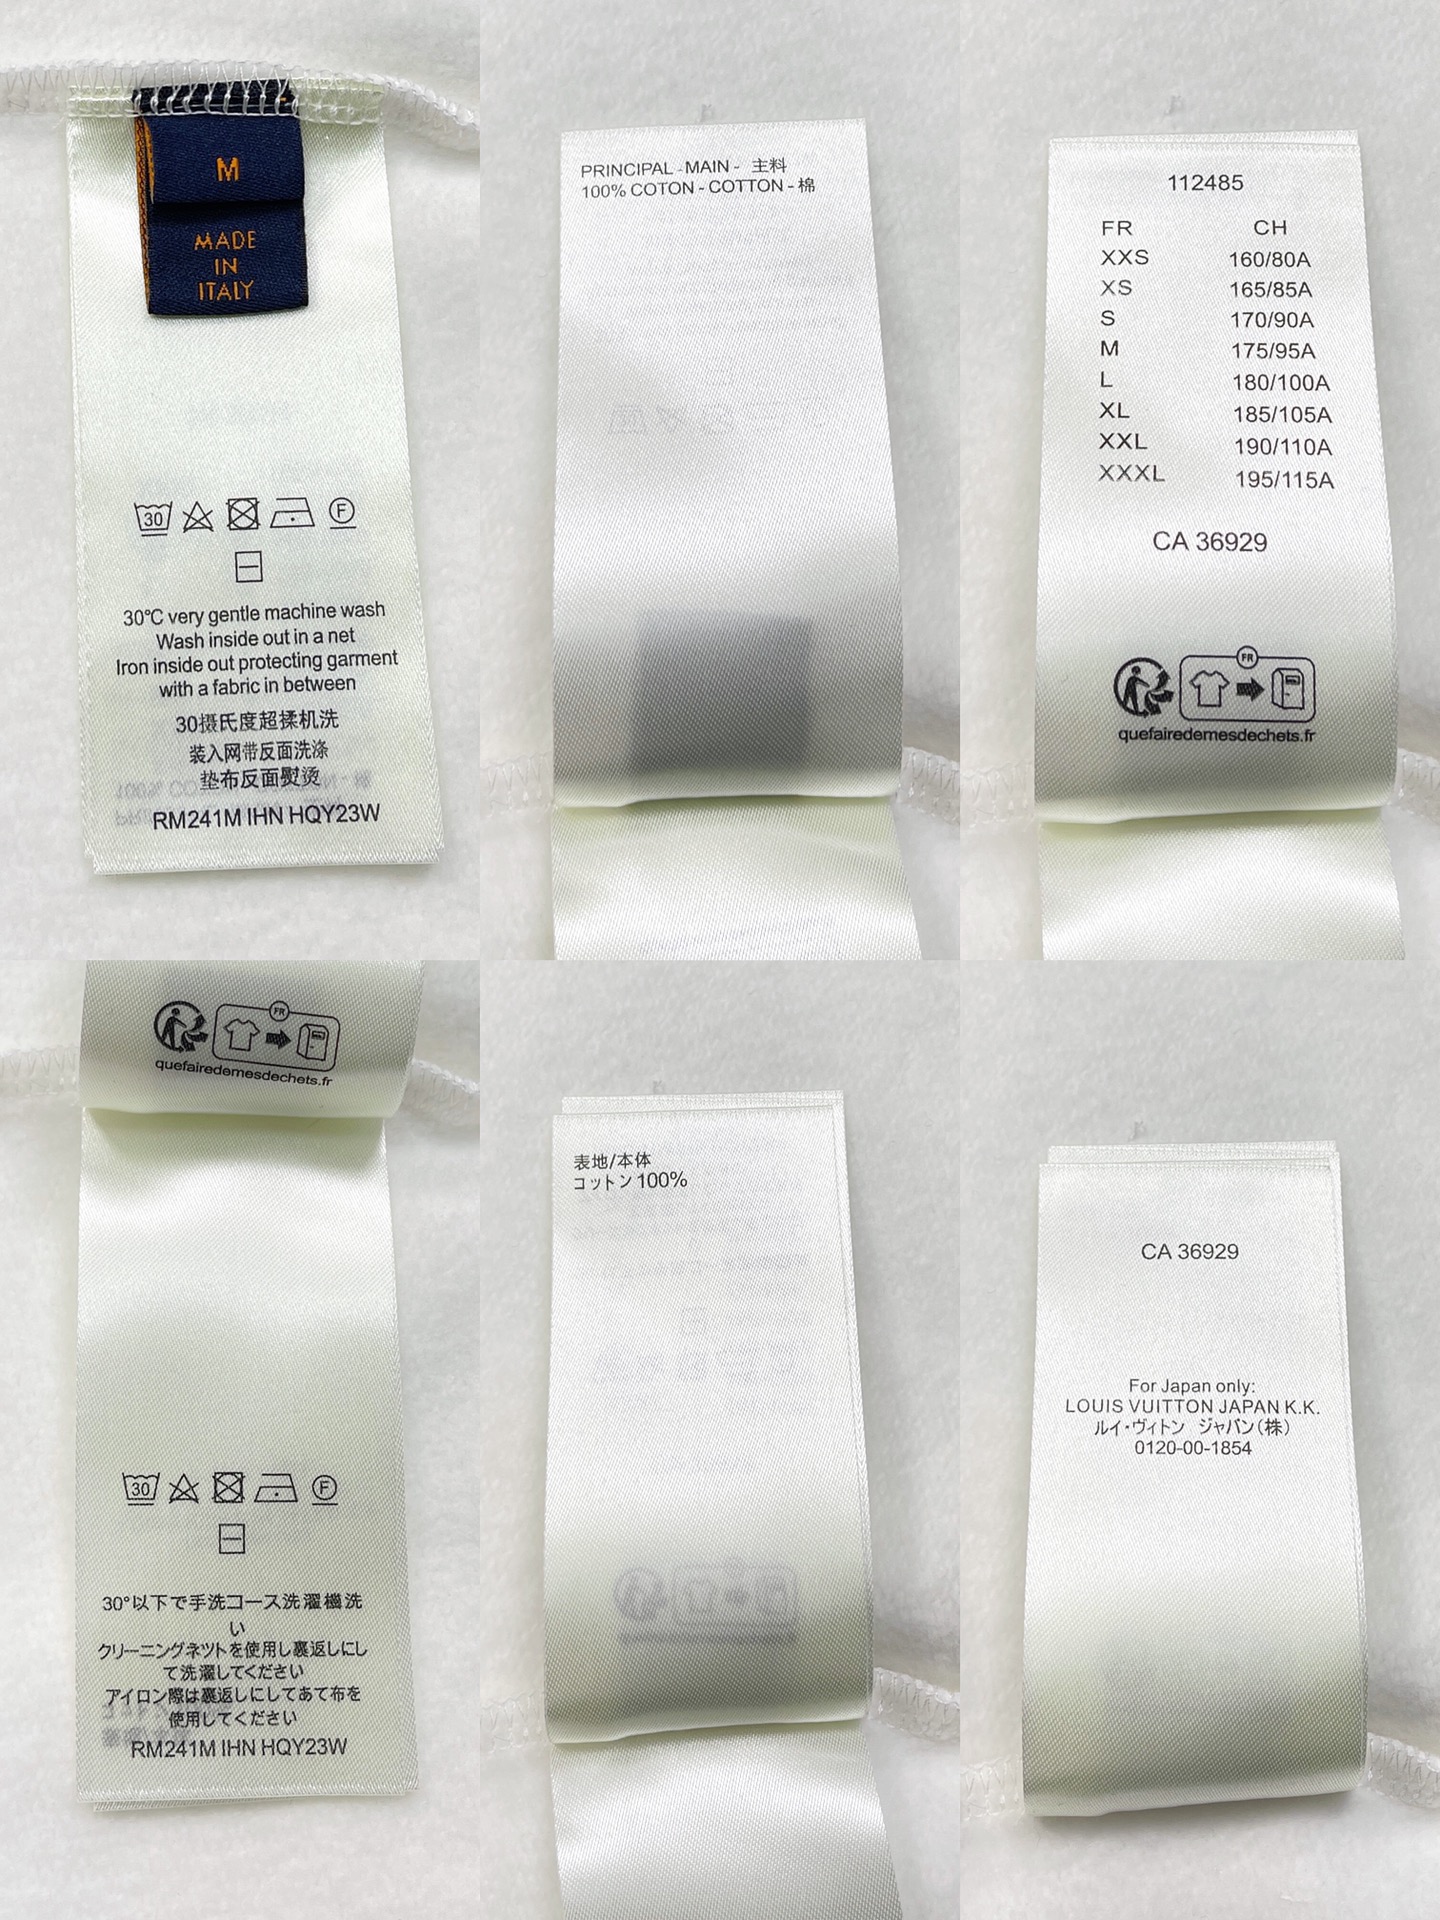 M
MADE
IN
ITALY
30
F
30℃ very gentle machine wash
Wash inside out in a net
Iron inside out protecting garment
with a fabric in between
30摄氏度超揉机洗
装入网带反面洗涤
垫布反面熨烫
RM241M IHN HQY23W
PRINCIPAL -MAIN - 主料
100% COTON - COTTON - 棉
112485
FR CH
XXS 160/80A
XS 165/85A
S 170/90A
M 175/95A
L 180/100A
XL 185/105A
XXL 190/110A
XXXL 195/115A
CA 36929
FR
quefairedemesdechets.fr
FR
quefairedemesdechets.fr
30
F
30°以下で手洗コース洗濯機洗
い
クリーニングネツトを使用し裏返しにし
て洗濯してください
アイロン際は裏返しにしてあて布を
使用してください
RM241M IHN HQY23W
表地/本体
コットン100%
CA 36929
For Japan only:
LOUIS VUITTON JAPAN K.K.
ルイ・ヴィトン ジャパン(株)
0120-00-1854